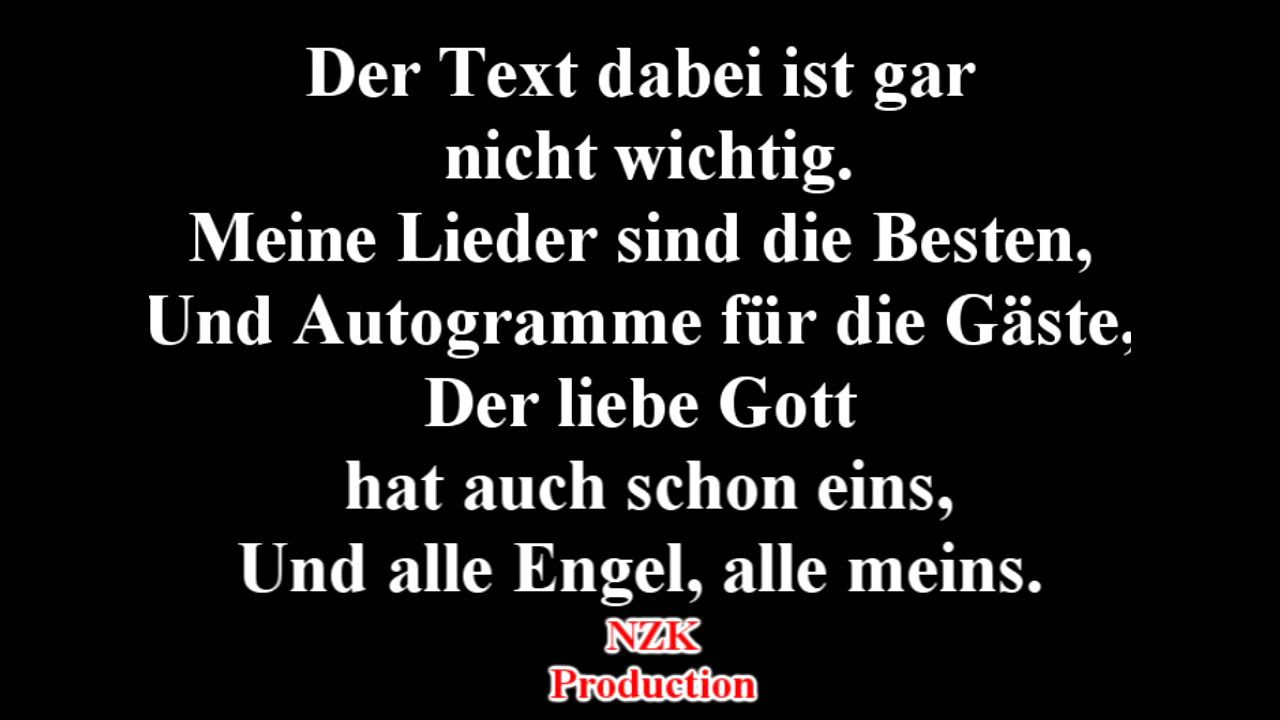 Der Text dabei ist gar
nicht wichtig.
Meine Lieder sind die Besten,
Und Autogramme für die Gäste,
Der liebe Gott
hat auch schon eins,
Und alle Engel, alle meins.
NZK
Production